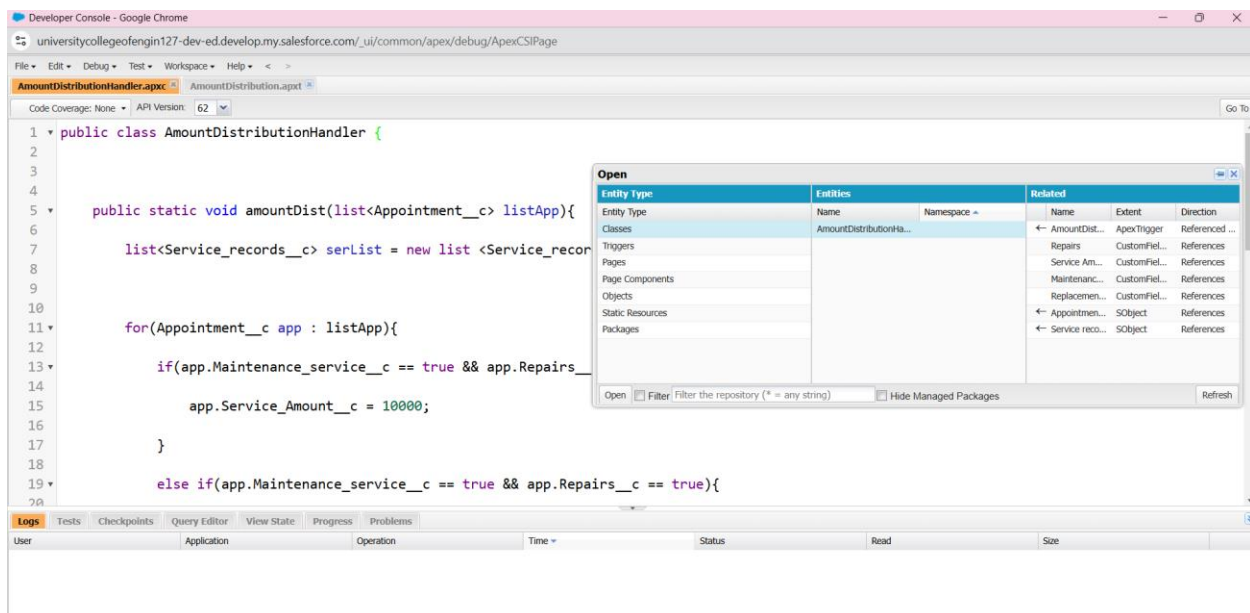 Developer Console - Google Chrome
universitycollegeofengin127-dev-ed.develop.my.salesforce.com/_ui/common/apex/debug/ApexCSIPage
File Edit Debug Test Workspace Help < >
AmountDistributionHandler.apxc AmountDistribution.apxt
Code Coverage: None API Version: 62 Go To
1 public class AmountDistributionHandler {
2
3
4
5 public static void amountDist(list<Appointment__c> listApp){
6
7 list<Service_records__c> serList = new list <Service_recor
8
9
10
11 for(Appointment__c app : listApp){
12
13 if(app.Maintenance_service__c == true && app.Repairs__
14
15 app.Service_Amount__c = 10000;
16
17 }
18
19 else if(app.Maintenance_service__c == true && app.Repairs__c == true){
20
Open
Entity Type Entities Related
Entity Type Name Namespace Name Extent Direction
Classes AmountDistributionHa... ← AmountDist... ApexTrigger Referenced ...
Triggers Repairs CustomFiel... References
Pages Service Am... CustomFiel... References
Page Components Maintenanc... CustomFiel... References
Objects Replacemen... CustomFiel... References
Static Resources ← Appointmen... SObject References
Packages ← Service reco... SObject References
Open Filter Filter the repository (* = any string) Hide Managed Packages Refresh
Logs Tests Checkpoints Query Editor View State Progress Problems
User Application Operation Time Status Read Size